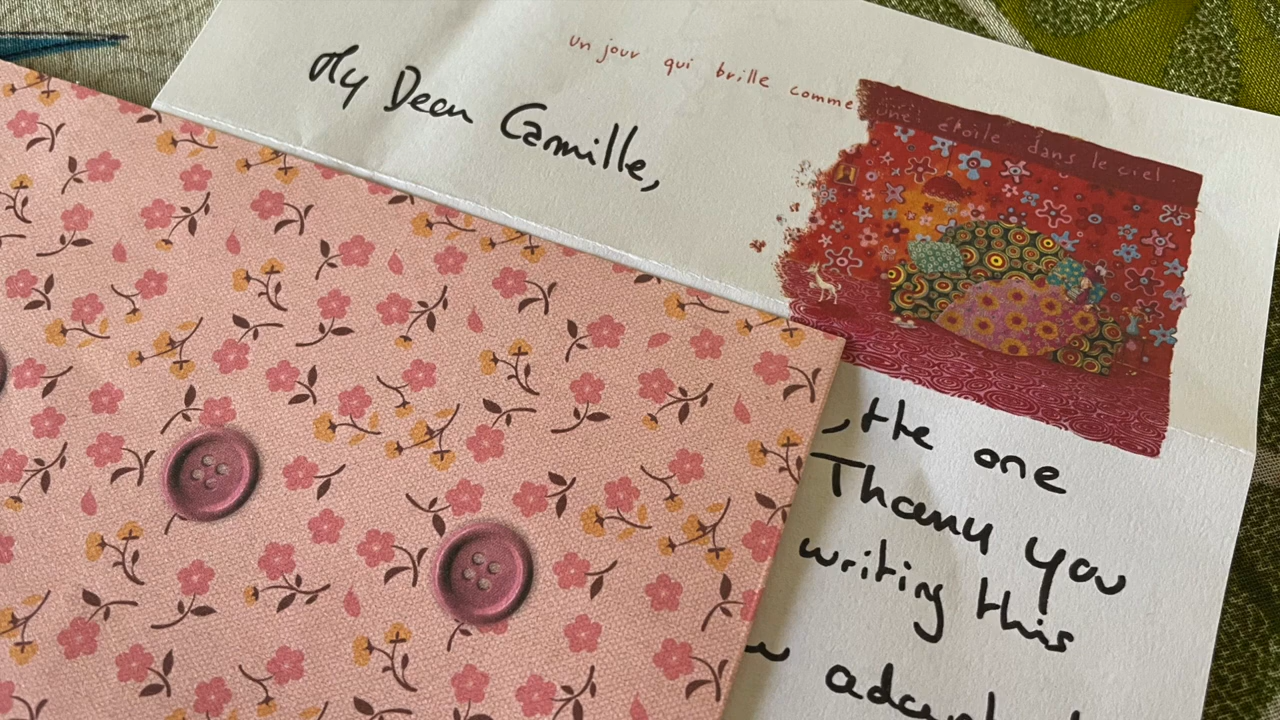 un jour qui brille comme une étoile dans le ciel
My Dear Camille,
, the one
Thank you
writing this